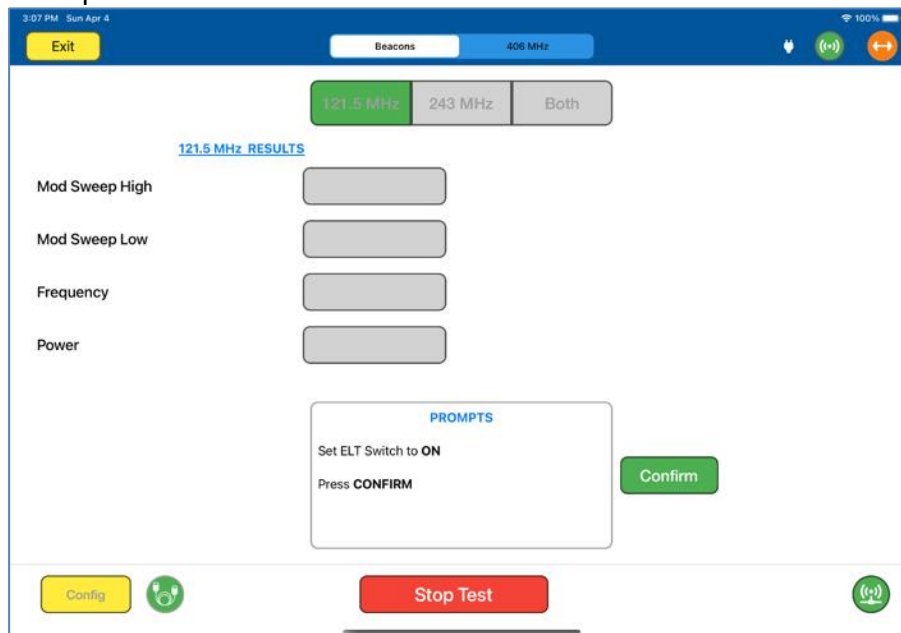 3:07 PM Sun Apr 4 100%
Exit Beacons 406 MHz
121.5 MHz 243 MHz Both
121.5 MHz RESULTS
Mod Sweep High
Mod Sweep Low
Frequency
Power
PROMPTS
Set ELT Switch to ON
Press CONFIRM
Confirm
Config Stop Test